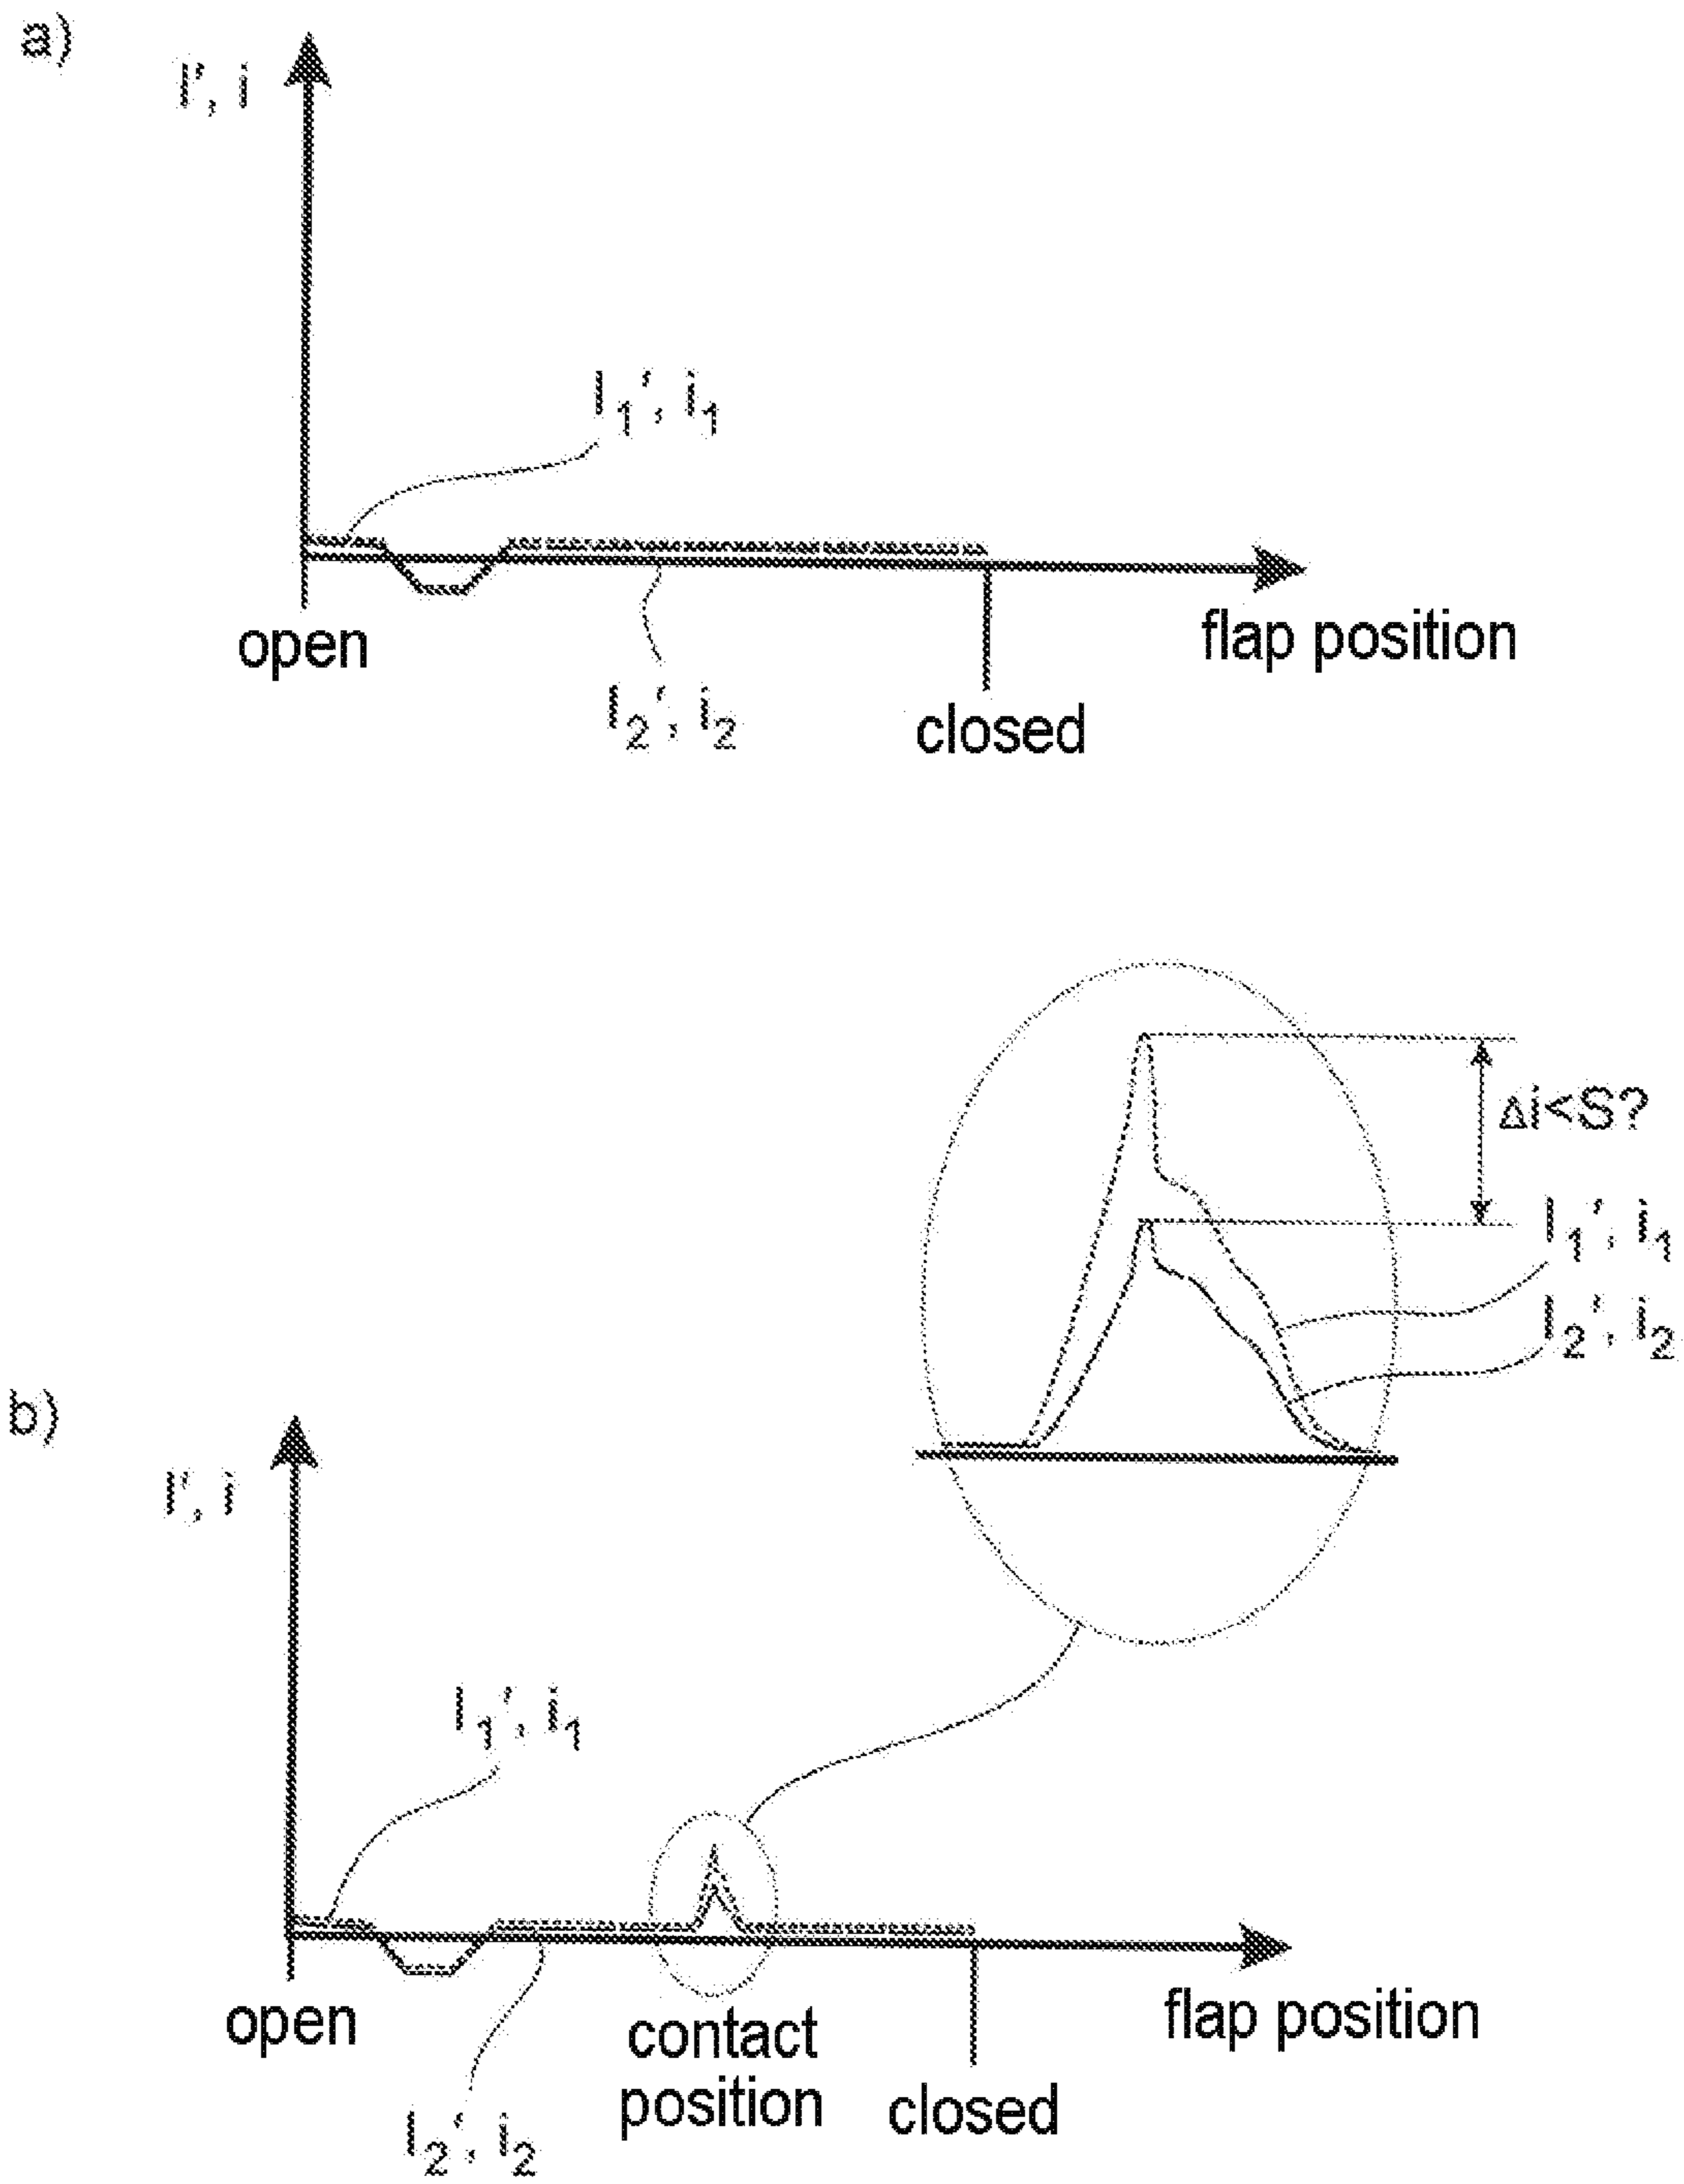 a)
I', i
I₁', i₁
open
flap position
I₂', i₂
closed
Δi<S?
I₁', i₁
I₂', i₂
b)
I', i
I₁', i₁
open
contact
position
flap position
closed
I₂', i₂